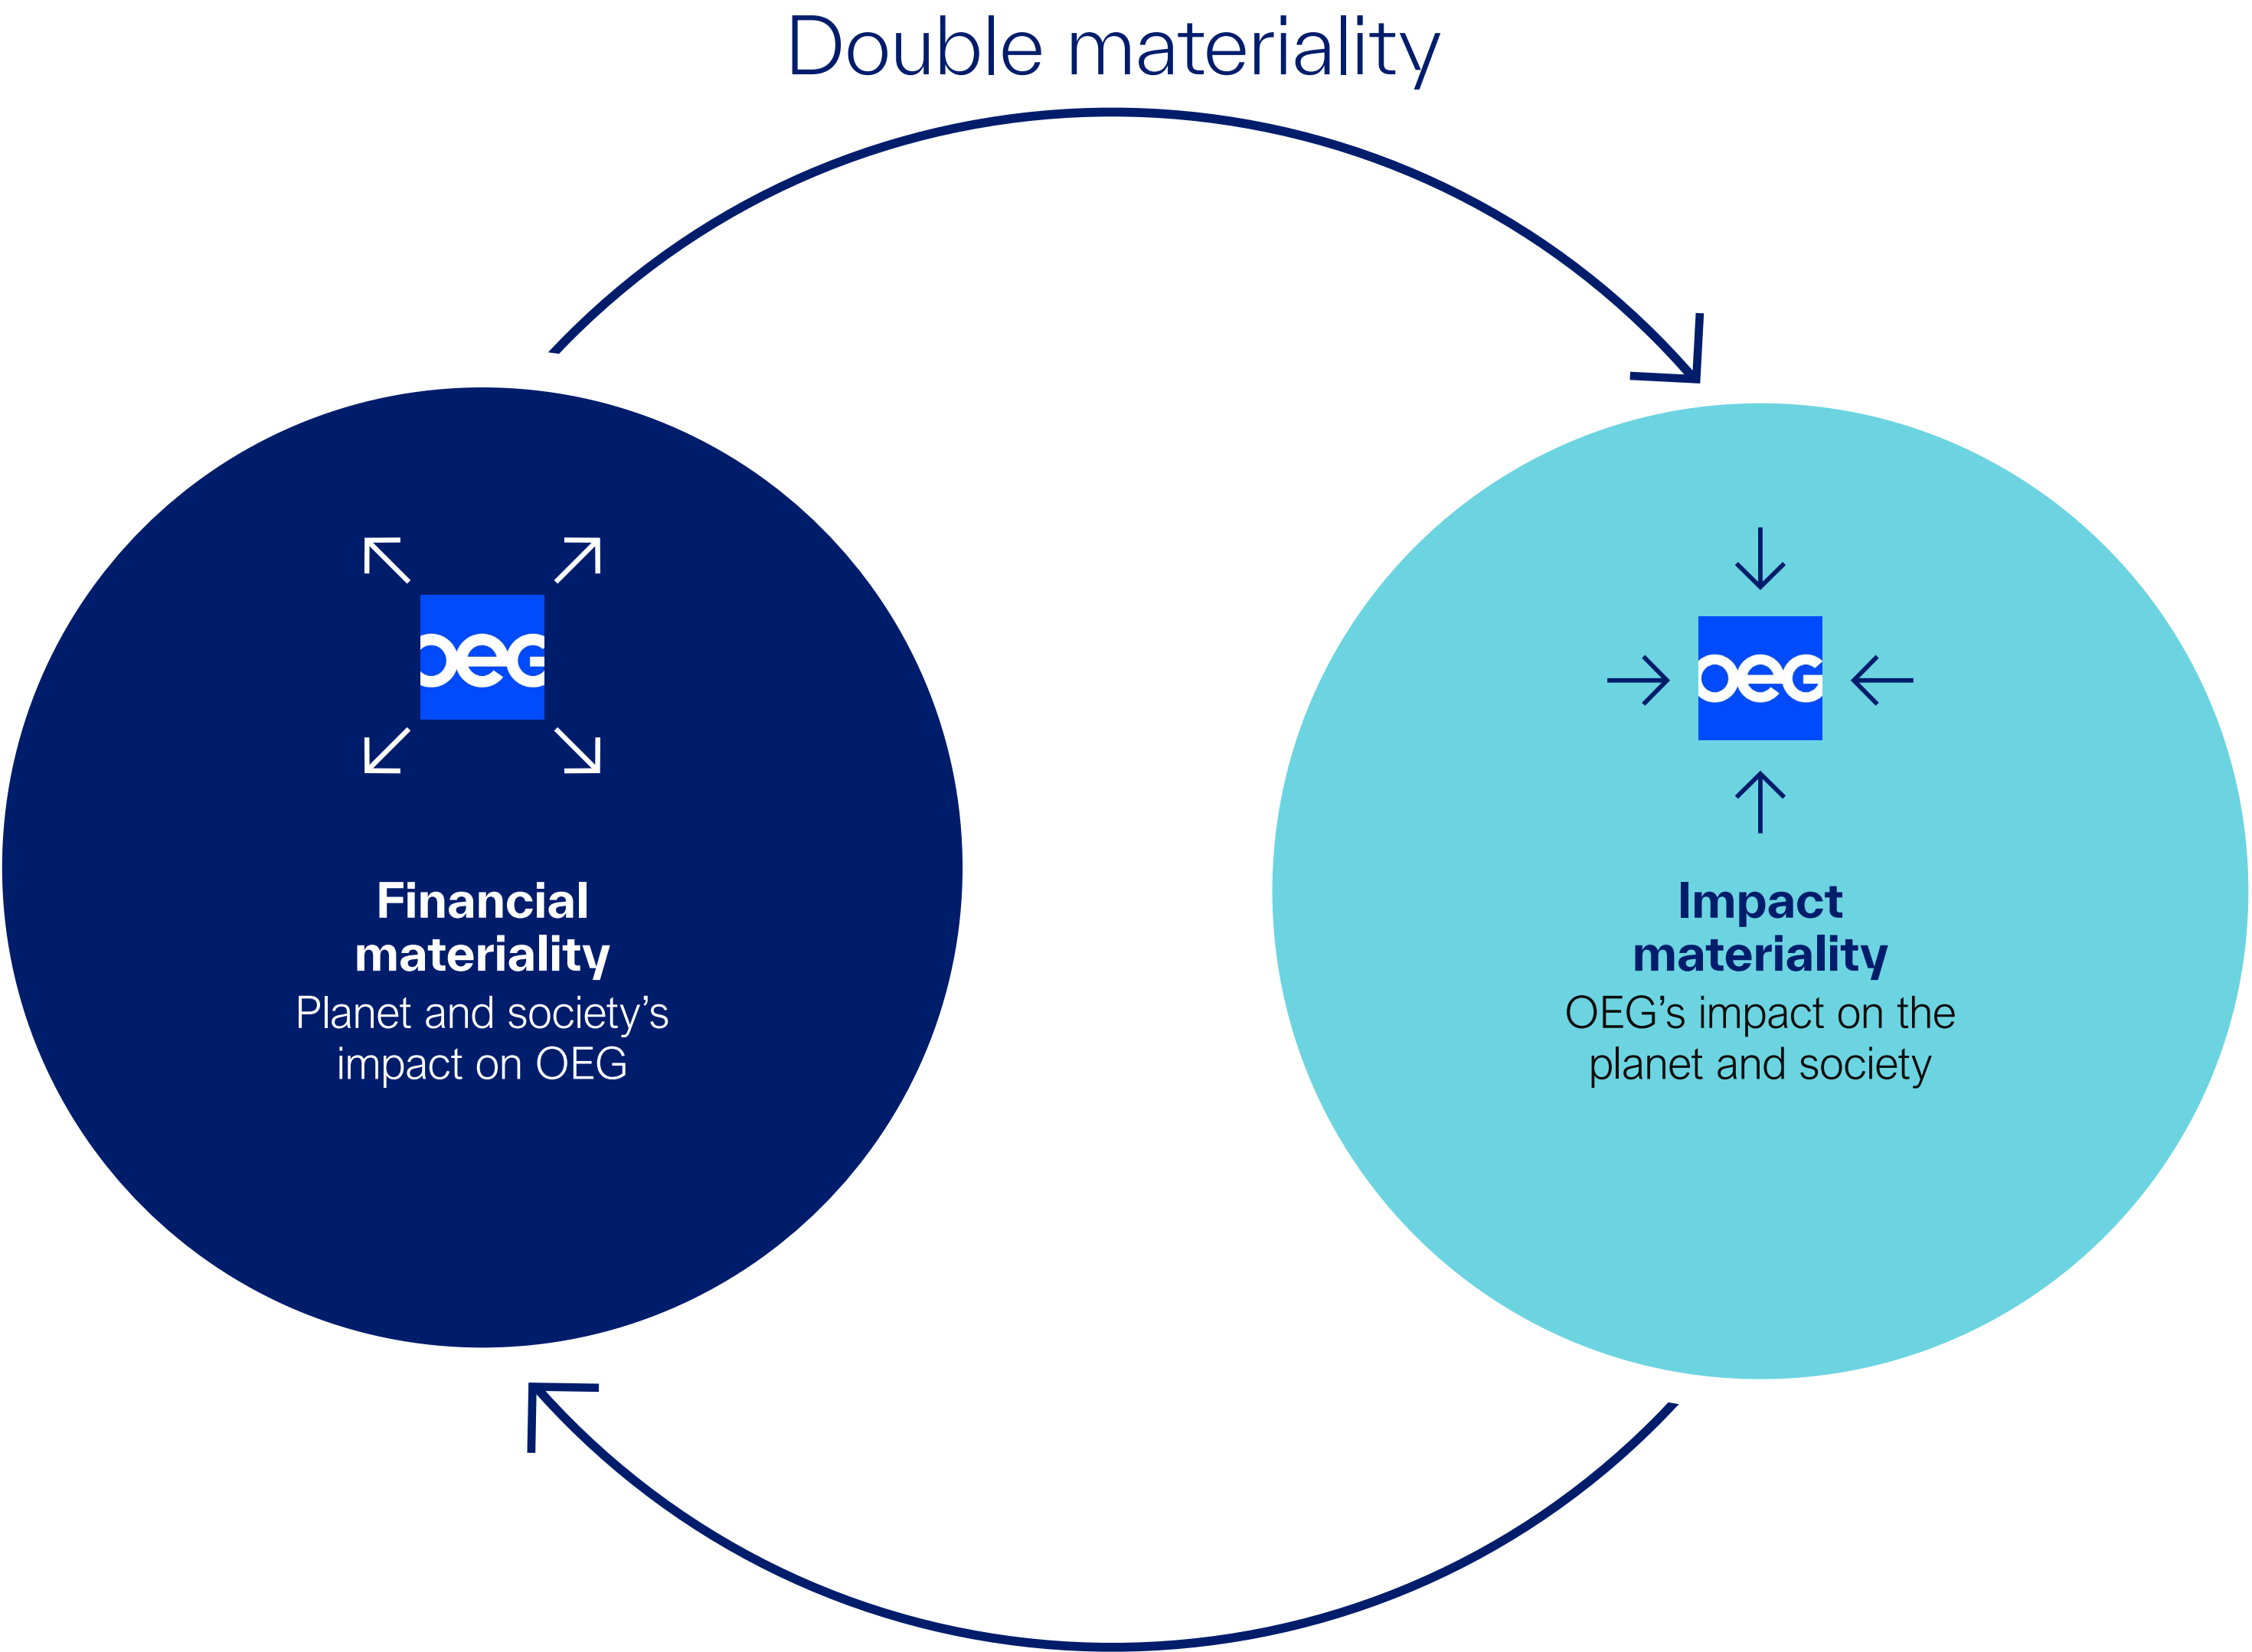 Double materiality
oeg
Financial
materiality
Planet and society's
impact on OEG
oeg
Impact
materiality
OEG's impact on the
planet and society